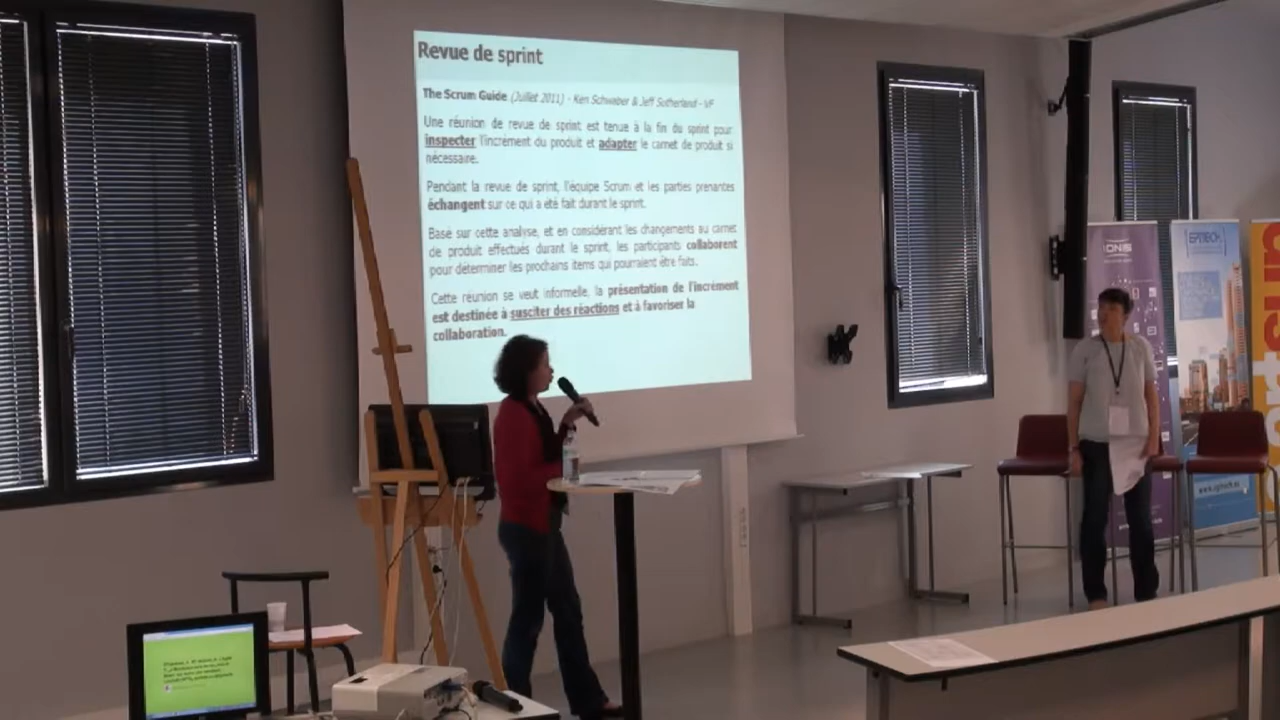 Revue de sprint
The Scrum Guide (Juillet 2011) - Ken Schwaber & Jeff Sutherland - VF
Une réunion de revue de sprint est tenue à la fin du sprint pour
inspecter l'incrément du produit et adapter le carnet de produit si
nécessaire.
Pendant la revue de sprint, l'équipe Scrum et les parties prenantes
échangent sur ce qui a été fait durant le sprint.
Basé sur cette analyse, et en considérant les changements au carnet
de produit effectués durant le sprint, les participants collaborent
pour déterminer les prochains items qui pourraient être faits.
Cette réunion se veut informelle, la présentation de l'incrément
est destinée à susciter des réactions et à favoriser la
collaboration.
IONIS
EPITECH